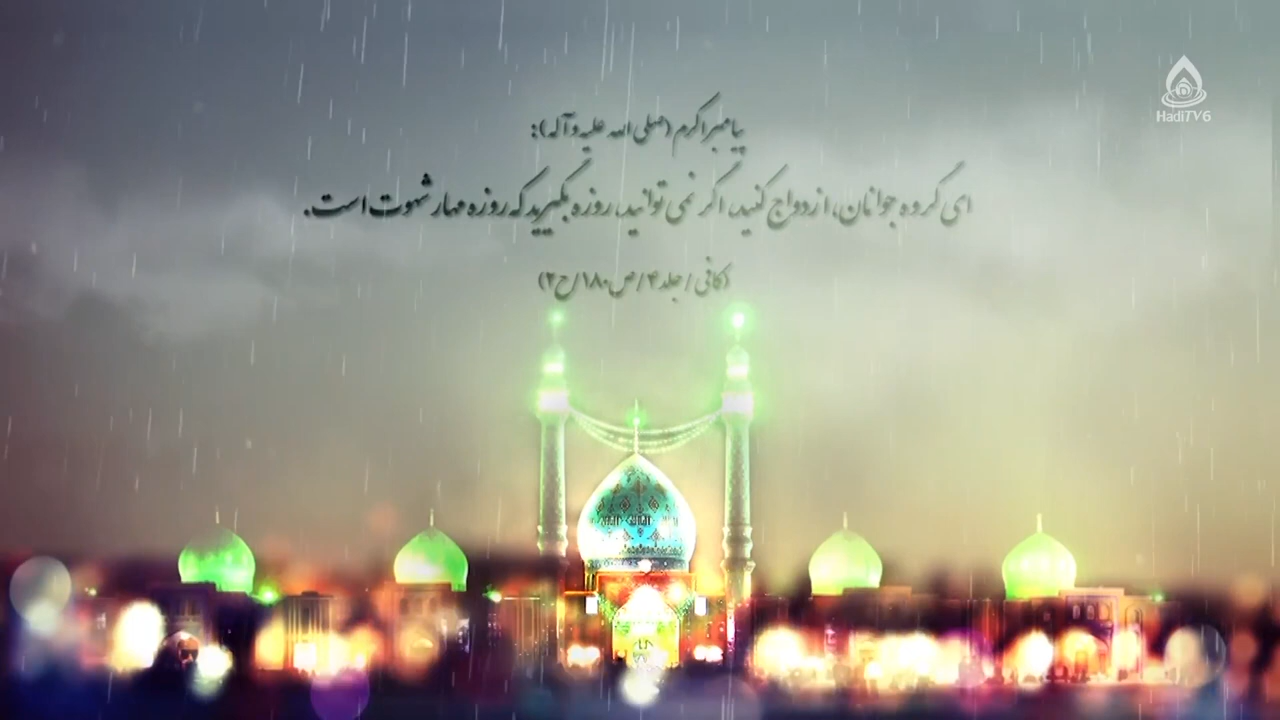 پیامبر اکرم (صلی الله علیه و آله):
ای گروه جوانان، ازدواج کنید، اگر نمی توانید، روزه بگیرید که روزه مهار شهوت است.
(کافی / جلد ۴ / ص ۱۸۰ / ح ۲)
HadiTV6